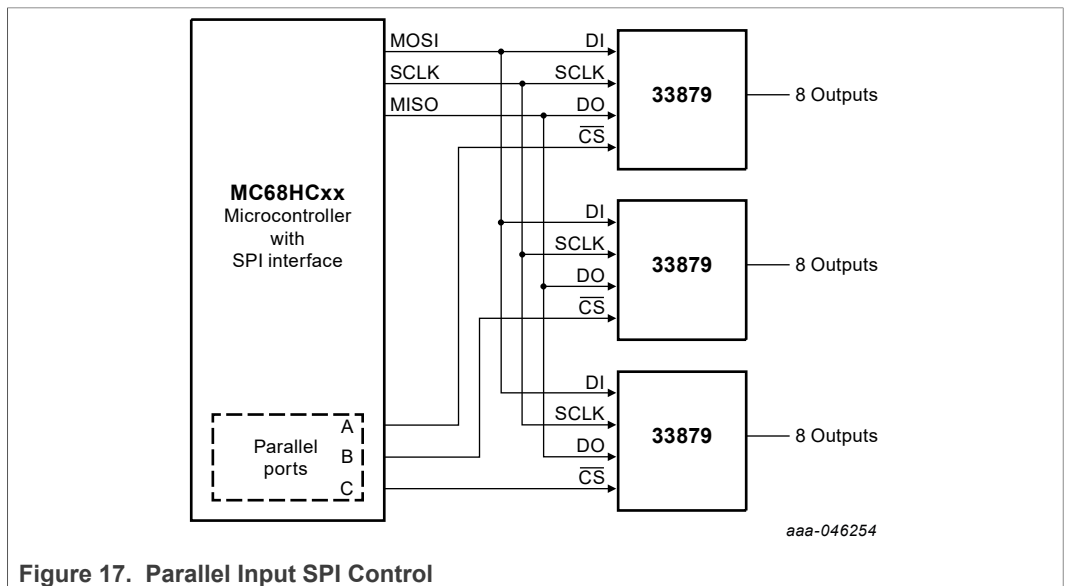 MOSI
SCLK
MISO
MC68HCxx
Microcontroller
with
SPI interface
Parallel
ports
A
B
C
DI
SCLK
DO
CS
33879
8 Outputs
DI
SCLK
DO
CS
33879
8 Outputs
DI
SCLK
DO
CS
33879
8 Outputs
aaa-046254
Figure 17. Parallel Input SPI Control